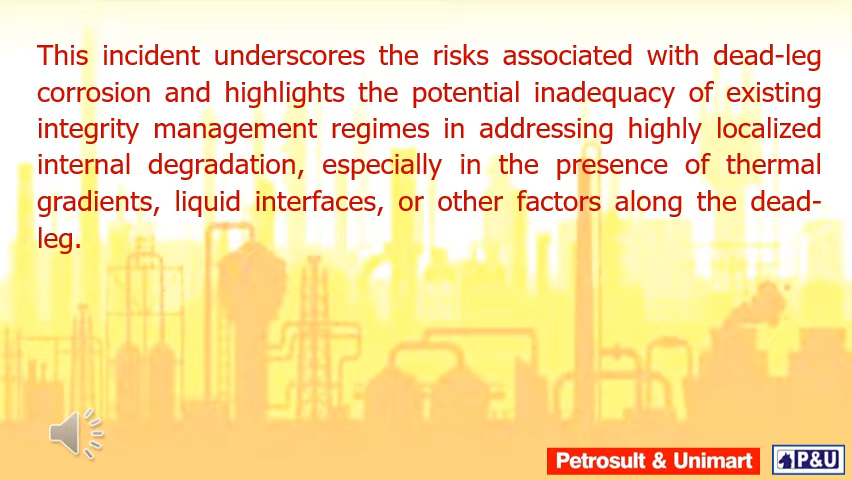 This incident underscores the risks associated with dead-leg
corrosion and highlights the potential inadequacy of existing
integrity management regimes in addressing highly localized
internal degradation, especially in the presence of thermal
gradients, liquid interfaces, or other factors along the dead-
leg.
Petrosult & Unimart
P&U